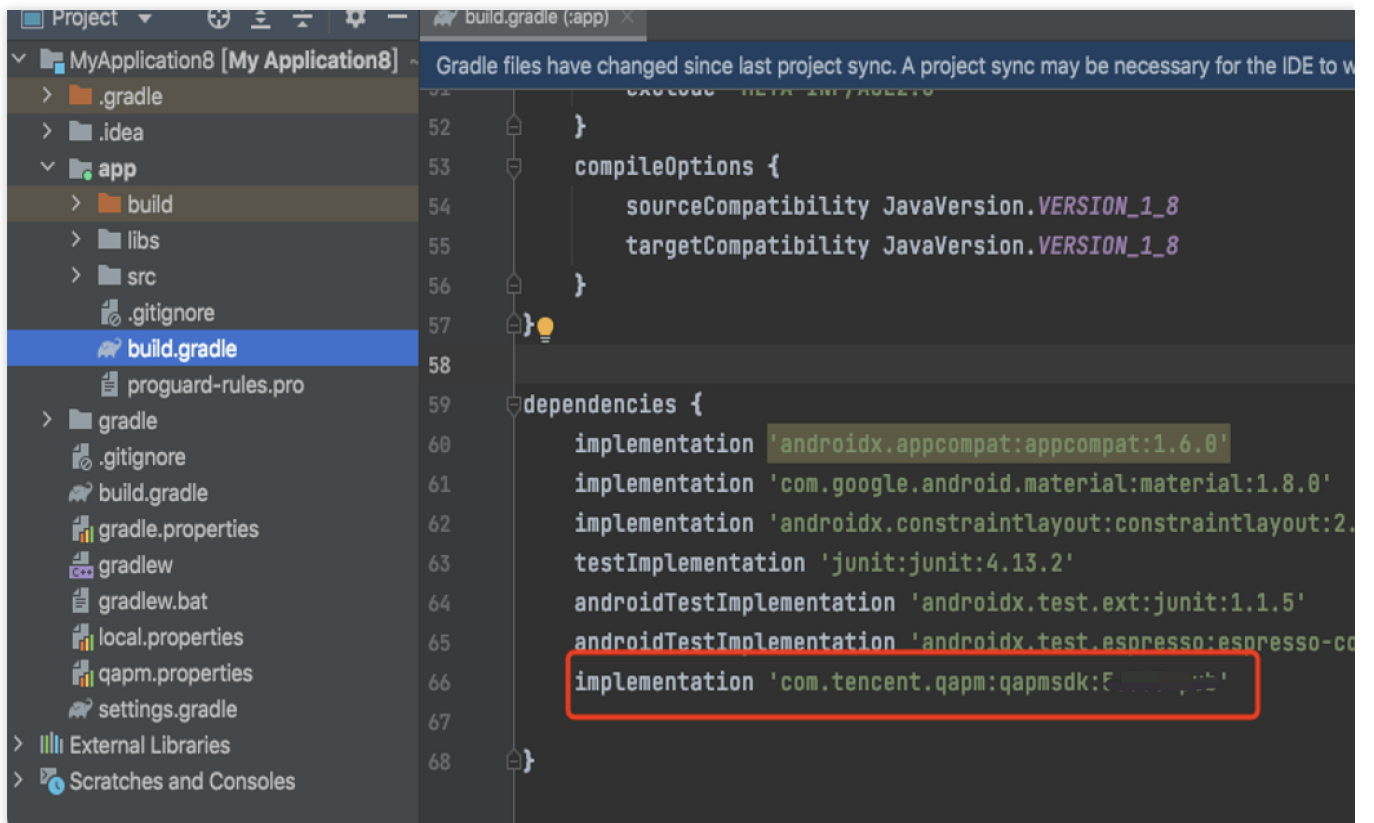 Project
build.gradle (:app)
MyApplication8 [My Application8] ~
.gradle
.idea
app
build
libs
src
.gitignore
build.gradle
proguard-rules.pro
gradle
.gitignore
build.gradle
gradle.properties
gradlew
gradlew.bat
local.properties
qapm.properties
settings.gradle
External Libraries
Scratches and Consoles
Gradle files have changed since last project sync. A project sync may be necessary for the IDE to w
52 }
53 compileOptions {
54 sourceCompatibility JavaVersion.VERSION_1_8
55 targetCompatibility JavaVersion.VERSION_1_8
56 }
57 }
58
59 dependencies {
60 implementation 'androidx.appcompat:appcompat:1.6.0'
61 implementation 'com.google.android.material:material:1.8.0'
62 implementation 'androidx.constraintlayout:constraintlayout:2.
63 testImplementation 'junit:junit:4.13.2'
64 androidTestImplementation 'androidx.test.ext:junit:1.1.5'
65 androidTestImplementation 'androidx.test.espresso:espresso-co
66 implementation 'com.tencent.qapm:qapmsdk:
67
68 }